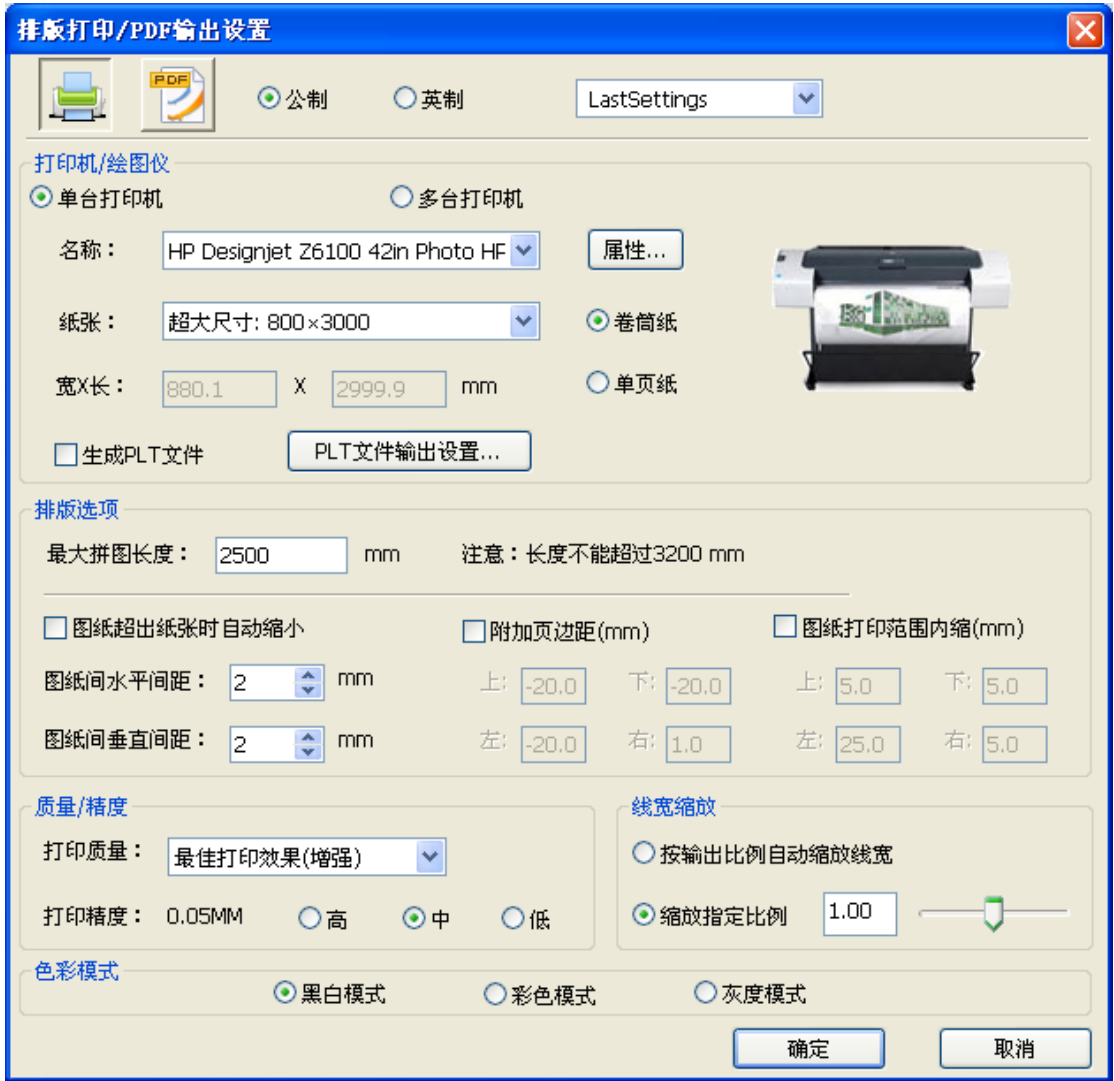 排版打印/PDF输出设置
PDF 公制 英制 LastSettings
打印机/绘图仪
单台打印机 多台打印机
名称： HP Designjet Z6100 42in Photo HP 属性...
纸张： 超大尺寸: 800×3000 卷筒纸
宽X长： 880.1 X 2999.9 mm 单页纸
生成PLT文件 PLT文件输出设置...
排版选项
最大拼图长度： 2500 mm 注意：长度不能超过3200 mm
图纸超出纸张时自动缩小 附加页边距(mm) 图纸打印范围内缩(mm)
图纸间水平间距： 2 mm 上: -20.0 下: -20.0 上: 5.0 下: 5.0
图纸间垂直间距： 2 mm 左: -20.0 右: 1.0 左: 25.0 右: 5.0
质量/精度 线宽缩放
打印质量： 最佳打印效果(增强) 按输出比例自动缩放线宽
打印精度： 0.05MM 高 中 低 缩放指定比例 1.00
色彩模式
黑白模式 彩色模式 灰度模式
确定 取消